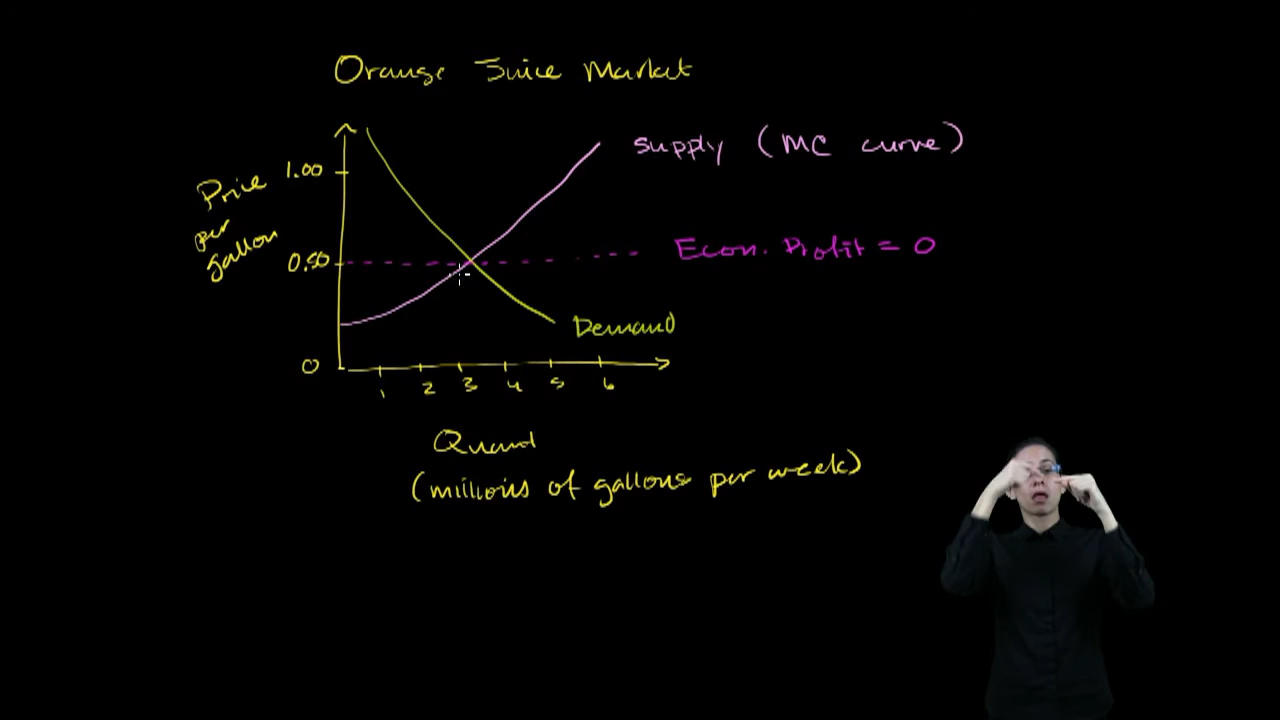 Orange Juice Market
supply (MC curve)
1.00
Price
per
gallon
Econ. Profit = 0
0.50
Demand
0
1 2 3 4 5 6
Quant
(millions of gallons per week)